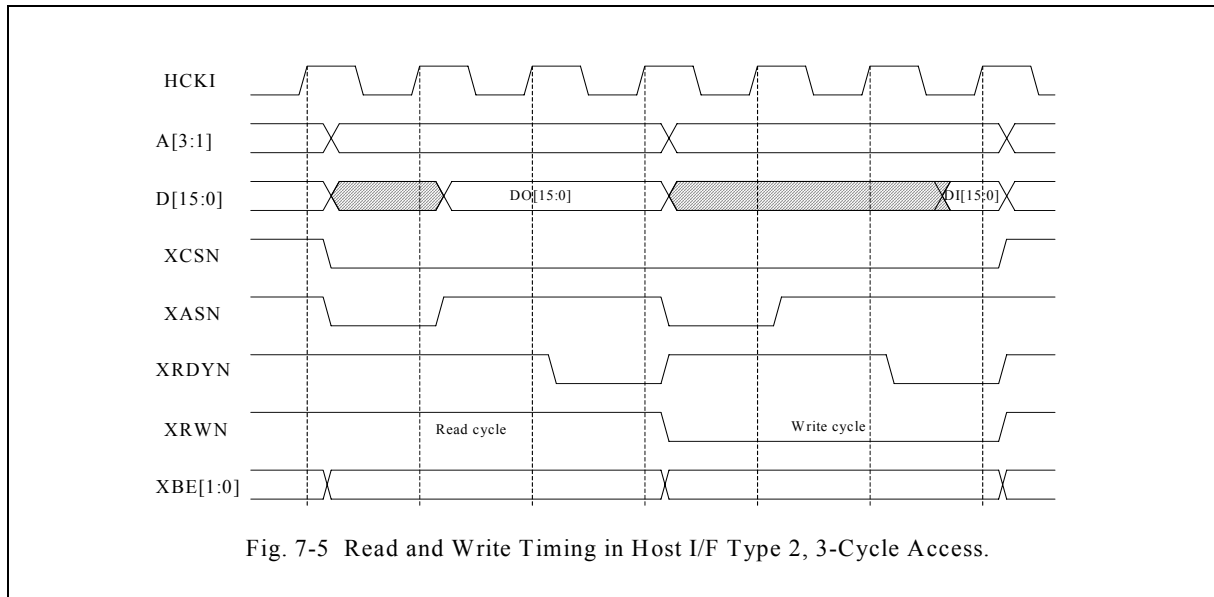 HCKI
A[3:1]
D[15:0]
DO[15:0]
DI[15:0]
XCSN
XASN
XRDYN
XRWN
Read cycle
Write cycle
XBE[1:0]
Fig. 7-5 Read and Write Timing in Host I/F Type 2, 3-Cycle Access.